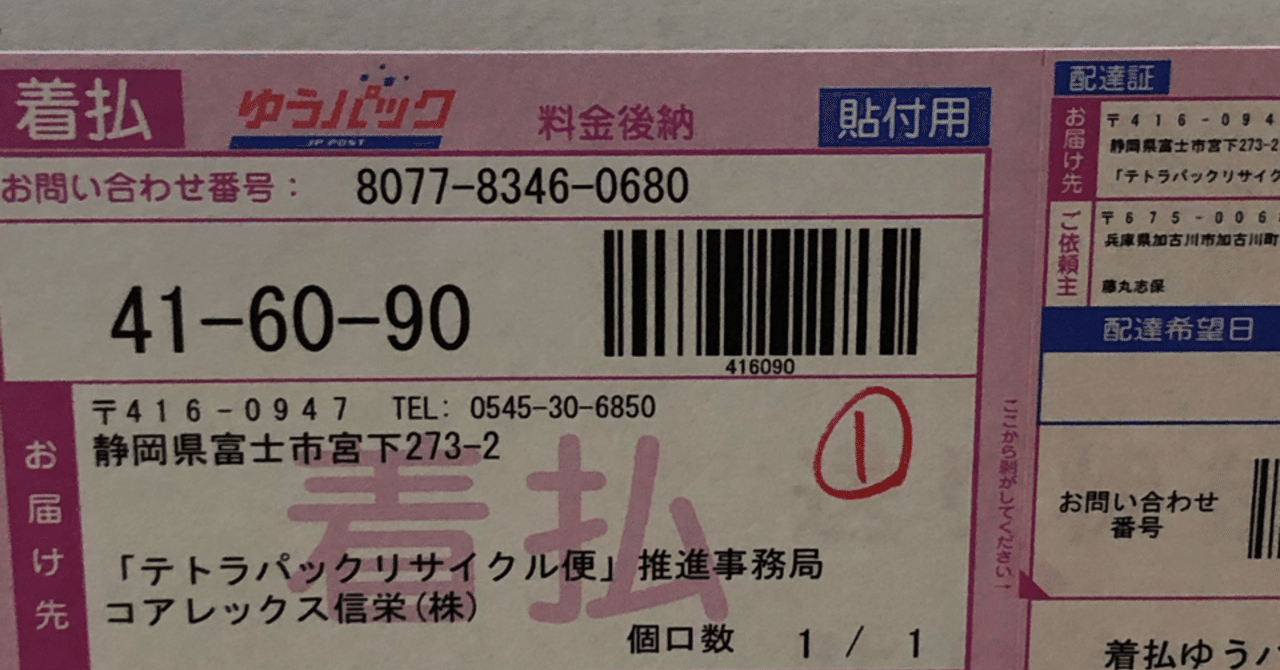 着払 ゆうパック 料金後納 貼付用
JP POST
お問い合わせ番号： 8077-8346-0680
41-60-90
416090
お届け先
〒416-0947 TEL: 0545-30-6850
静岡県富士市宮下273-2
①
着払
「テトラパックリサイクル便」推進事務局
コアレックス信栄(株)
個口数 1 / 1
ここから剥がしてください
配達証
お届け先
〒416-094
静岡県富士市宮下273-2
「テトラパックリサイク
ご依頼主
〒675-006
兵庫県加古川市加古川町
藤丸志保
配達希望日
お問い合わせ
番号
着払ゆうパ